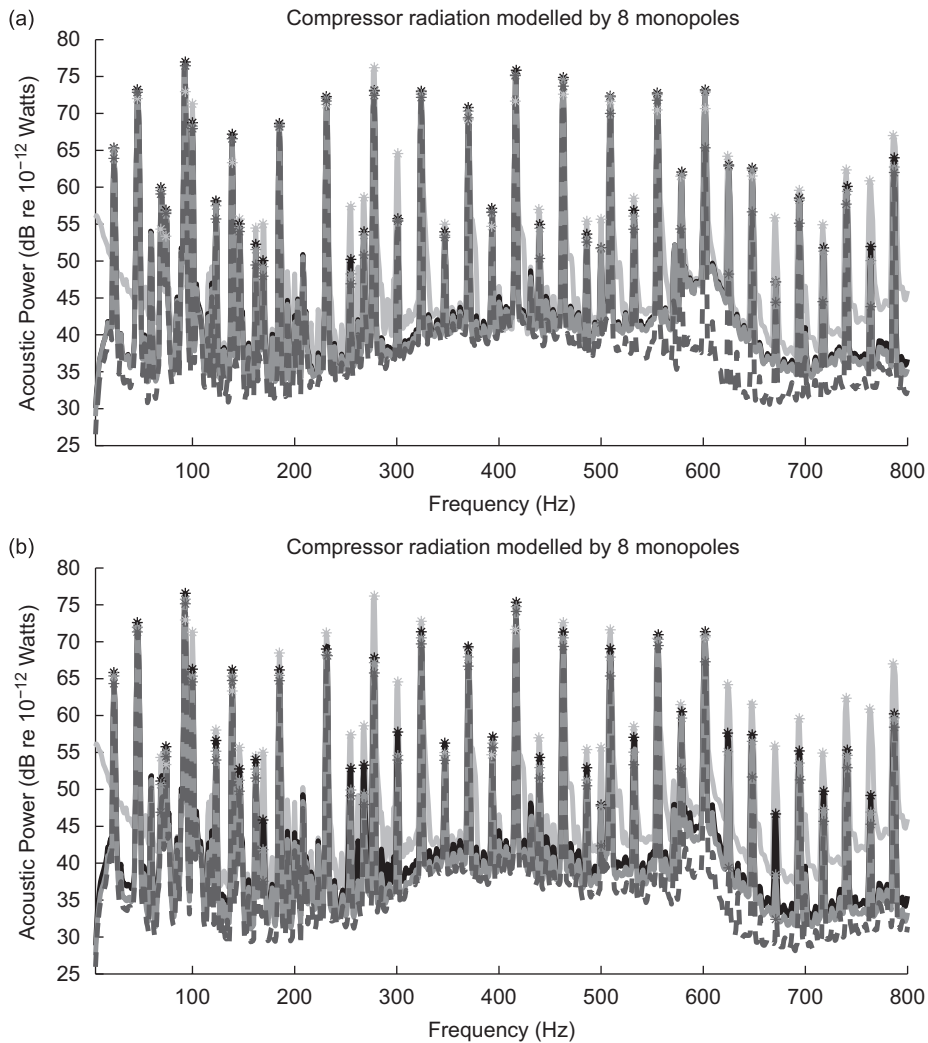 (a)
Compressor radiation modelled by 8 monopoles
80
75
70
65
60
55
50
45
40
35
30
25
Acoustic Power (dB re 10⁻¹² Watts)
100 200 300 400 500 600 700 800
Frequency (Hz)
(b)
Compressor radiation modelled by 8 monopoles
80
75
70
65
60
55
50
45
40
35
30
25
Acoustic Power (dB re 10⁻¹² Watts)
100 200 300 400 500 600 700 800
Frequency (Hz)